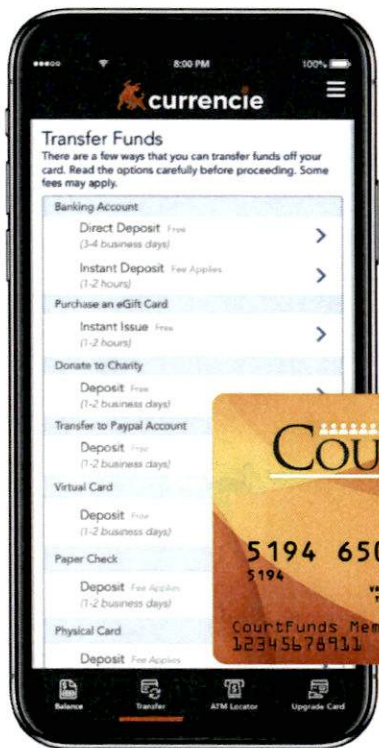 8:00 PM 100%
currencie
Transfer Funds
There are a few ways that you can transfer funds off your
card. Read the options carefully before proceeding. Some
fees may apply.
Banking Account
Direct Deposit Free
(3-4 business days)
Instant Deposit Fee Applies
(1-2 hours)
Purchase an eGift Card
Instant Issue Free
(1-2 hours)
Donate to Charity
Deposit Free
(1-2 business days)
Transfer to Paypal Account
Deposit Free
(1-2 business days)
Virtual Card
Deposit Free
(1-2 business days)
Paper Check
Deposit Fee Applies
(1-2 business days)
Physical Card
Deposit Fee Applies
Cou
5194 650
5194
CourtFunds Mem
12345678911
Balance Transfer ATM Locator Upgrade Card